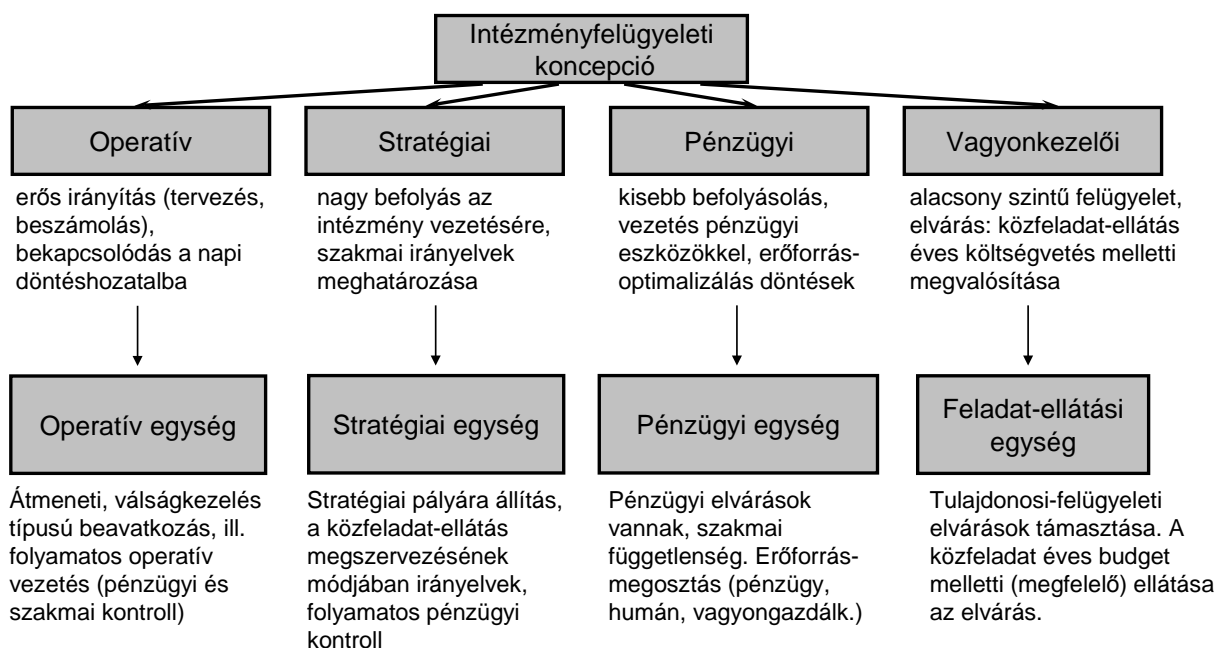 Intézményfelügyeleti
koncepció
Operatív
Stratégiai
Pénzügyi
Vagyonkezelői
erős irányítás (tervezés,
beszámolás),
bekapcsolódás a napi
döntéshozatalba
nagy befolyás az
intézmény vezetésére,
szakmai irányelvek
meghatározása
kisebb befolyásolás,
vezetés pénzügyi
eszközökkel, erőforrás-
optimalizálás döntések
alacsony szintű felügyelet,
elvárás: közfeladat-ellátás
éves költségvetés melletti
megvalósítása
Operatív egység
Stratégiai egység
Pénzügyi egység
Feladat-ellátási
egység
Átmeneti, válságkezelés
típusú beavatkozás, ill.
folyamatos operatív
vezetés (pénzügyi és
szakmai kontroll)
Stratégiai pályára állítás,
a közfeladat-ellátás
megszervezésének
módjában irányelvek,
folyamatos pénzügyi
kontroll
Pénzügyi elvárások
vannak, szakmai
függetlenség. Erőforrás-
megosztás (pénzügy,
humán, vagyongazdálk.)
Tulajdonosi-felügyeleti
elvárások támasztása. A
közfeladat éves budget
melletti (megfelelő) ellátása
az elvárás.